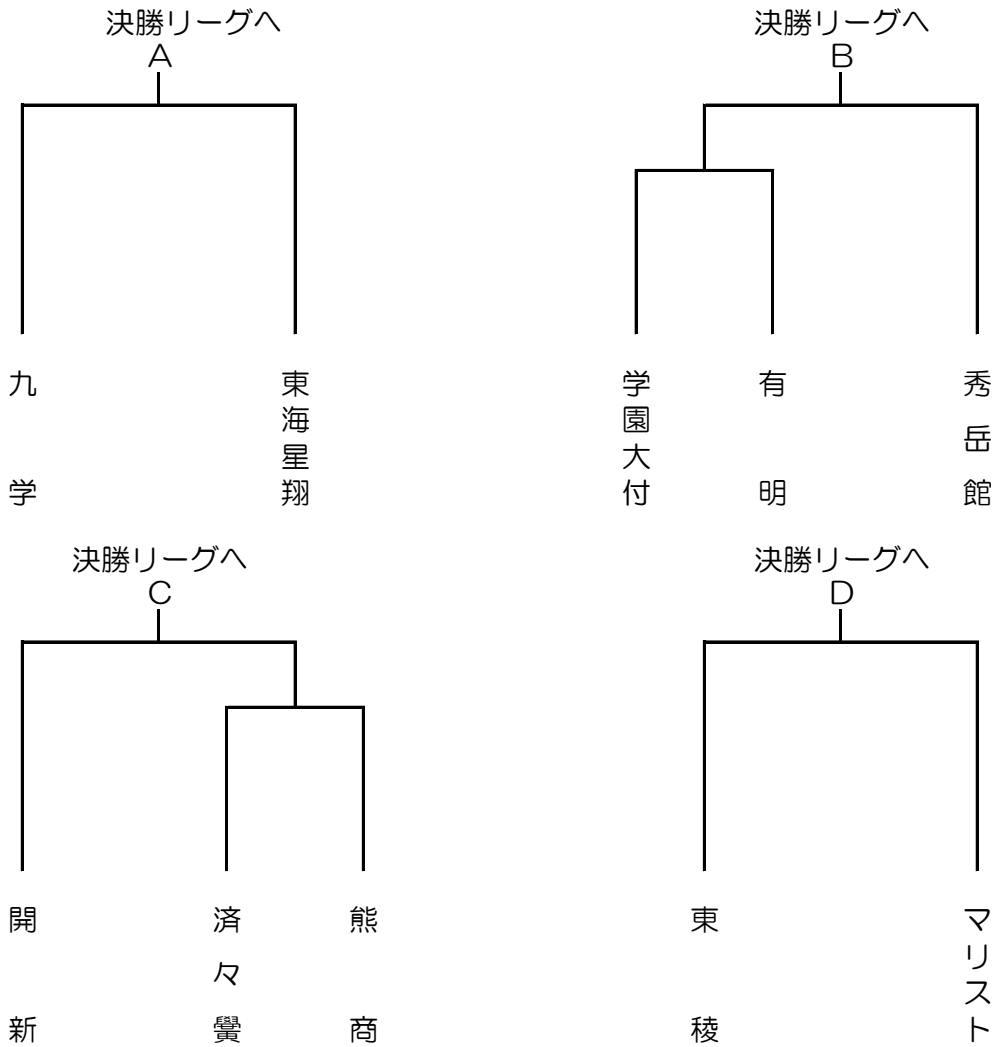 決勝リーグへ
A
九学
東海星翔
決勝リーグへ
B
学園大付
有明
秀岳館
決勝リーグへ
C
開新
済々黌
熊商
決勝リーグへ
D
東稜
マリスト